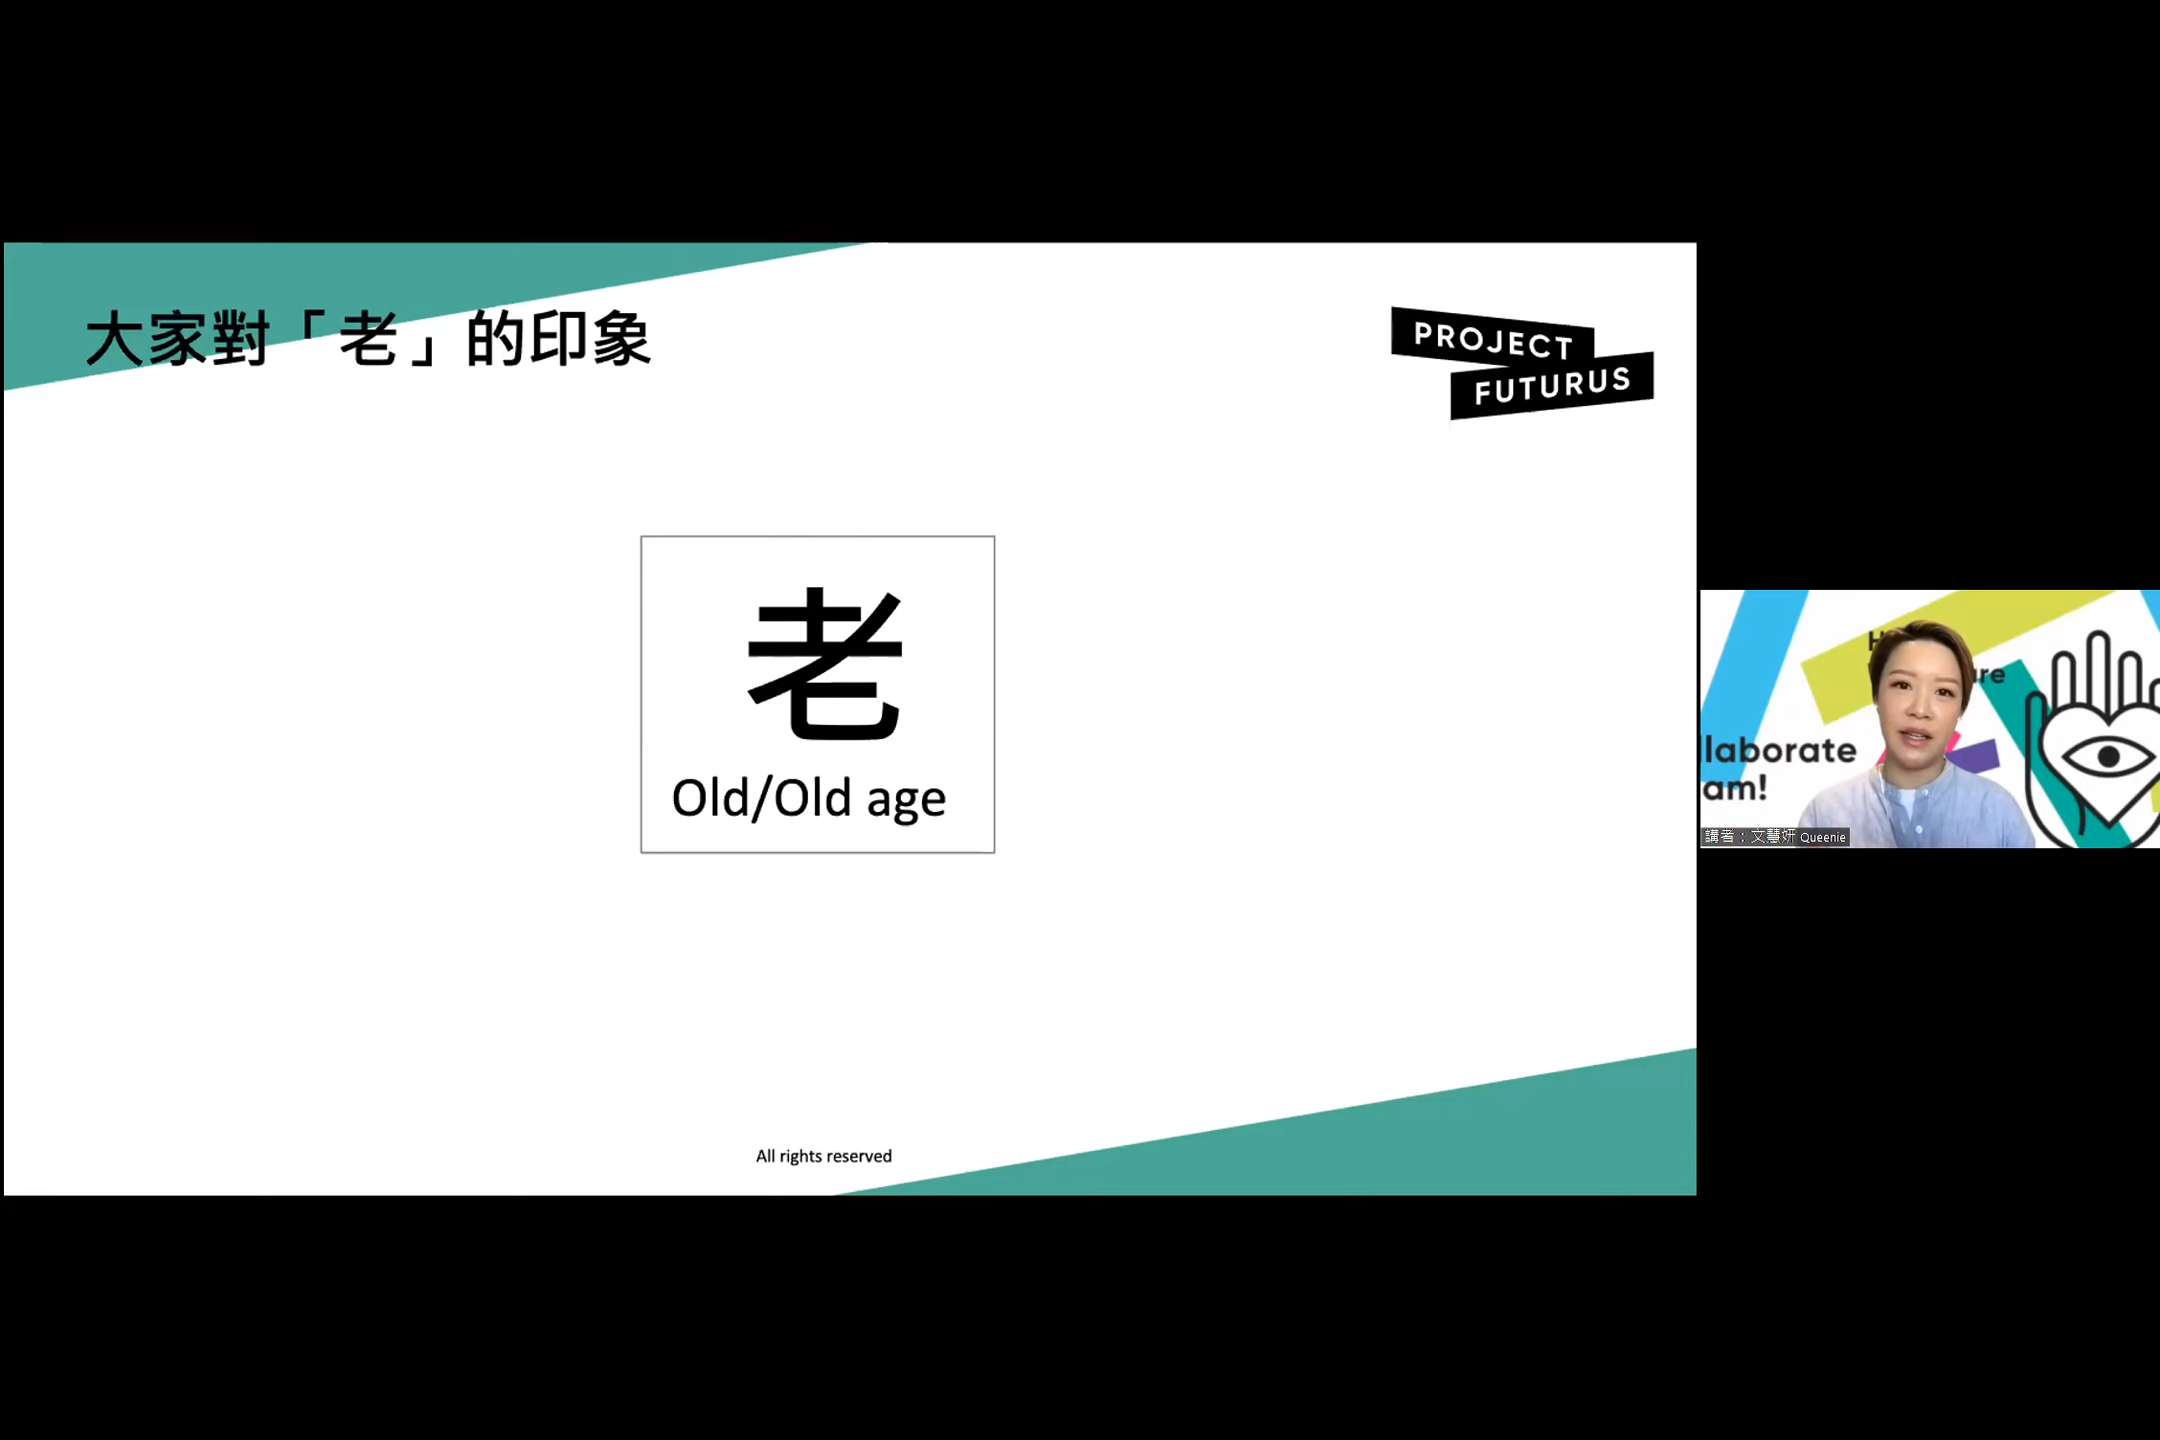 大家對「老」的印象
PROJECT
FUTURUS
老
Old/Old age
All rights reserved
llaborate
am!
講者：文慧妍 Queenie